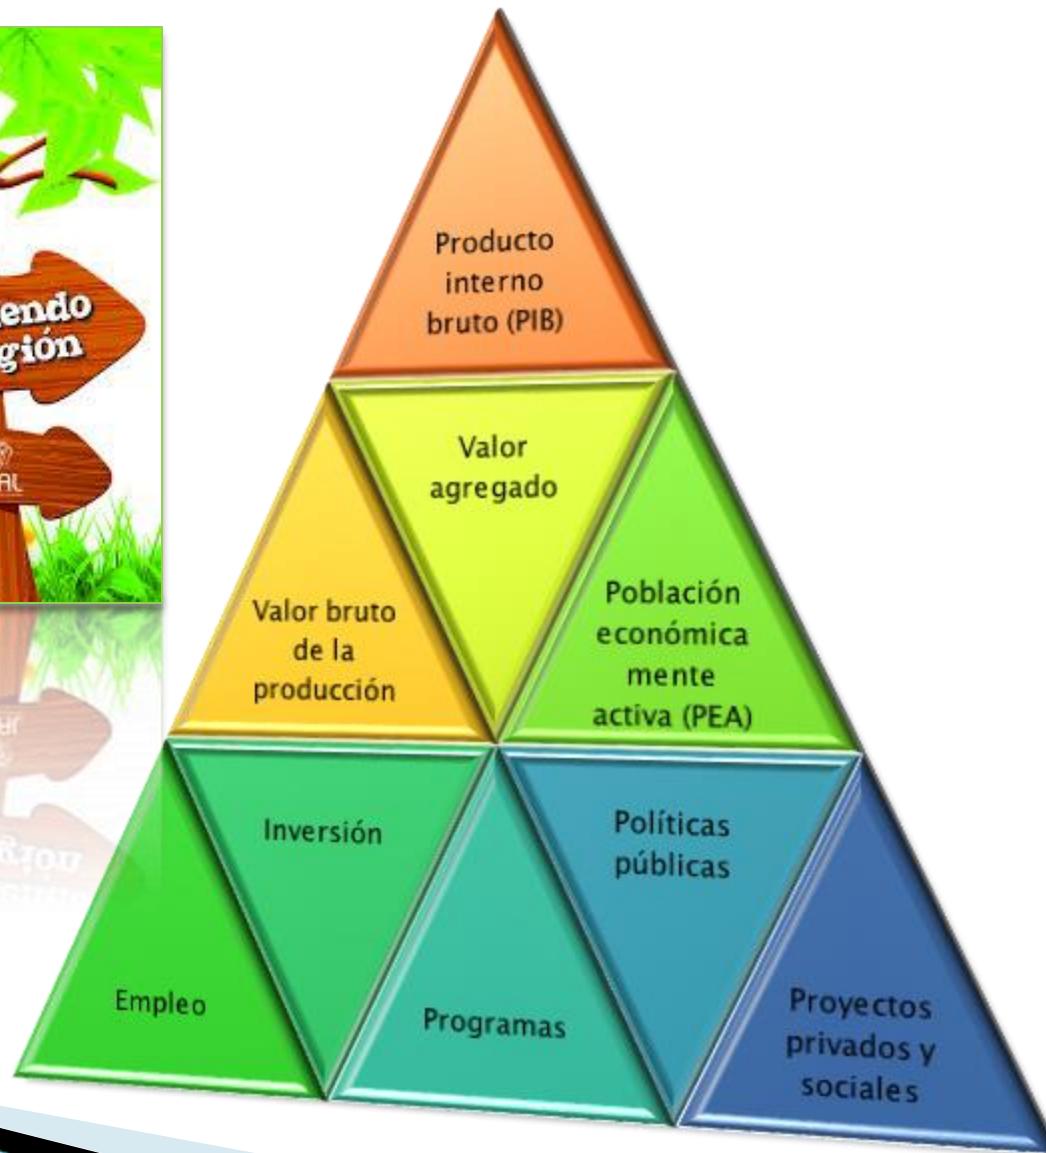 Producto
interno
bruto (PIB)
Valor
agregado
Valor bruto
de la
producción
Población
económica
mente
activa (PEA)
Inversión
Políticas
públicas
Empleo
Programas
Proyectos
privados y
sociales